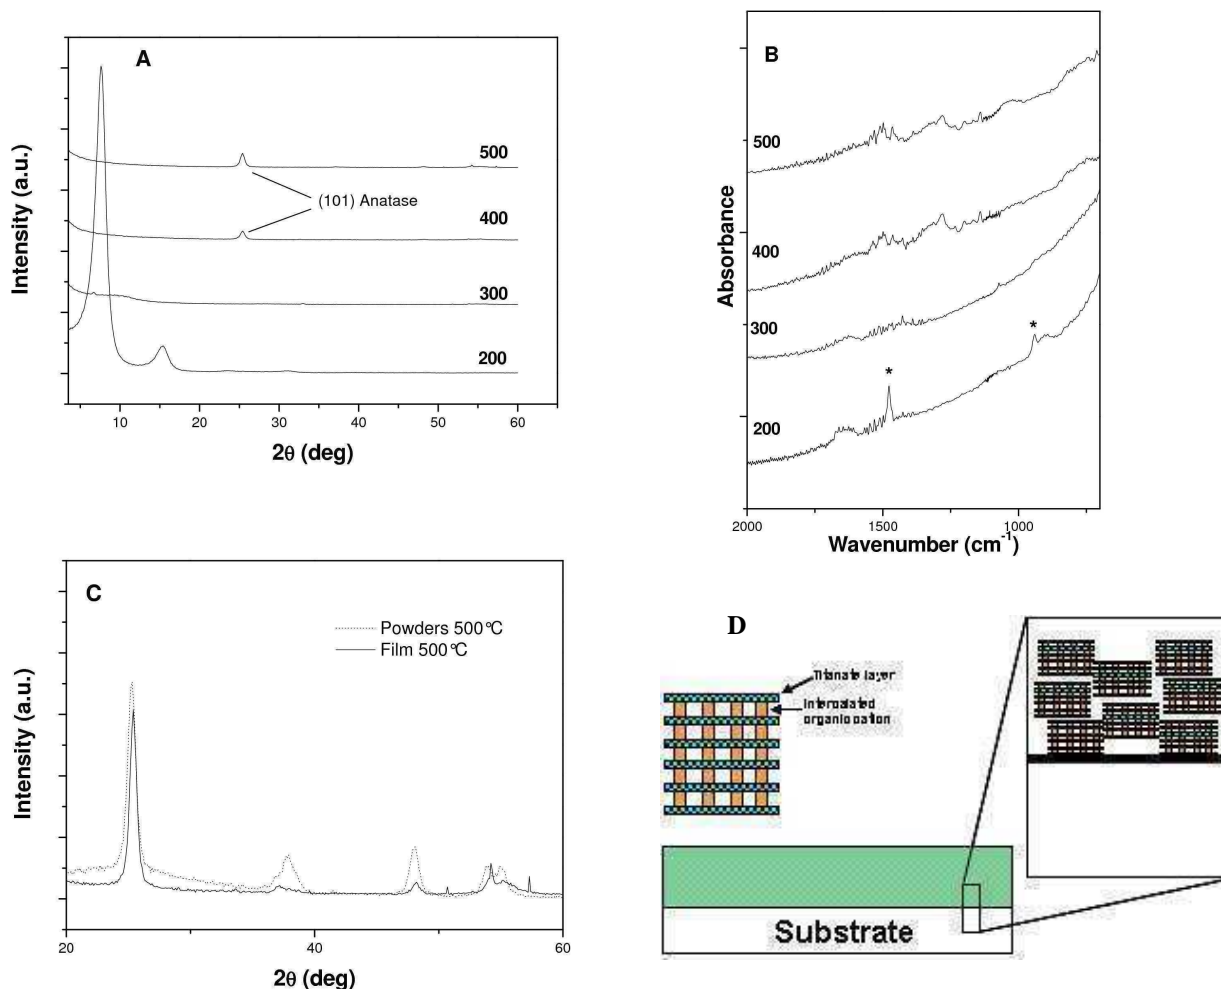 A
Intensity (a.u.)
500
(101) Anatase
400
300
200
10 20 30 40 50 60
2θ (deg)
B
Absorbance
500
400
300
*
*
200
2000 1500 1000
Wavenumber (cm-1)
C
Powders 500°C
Film 500°C
Intensity (a.u.)
20 40 60
2θ (deg)
D
Titanate layer
Intercalated
organic cation
Substrate